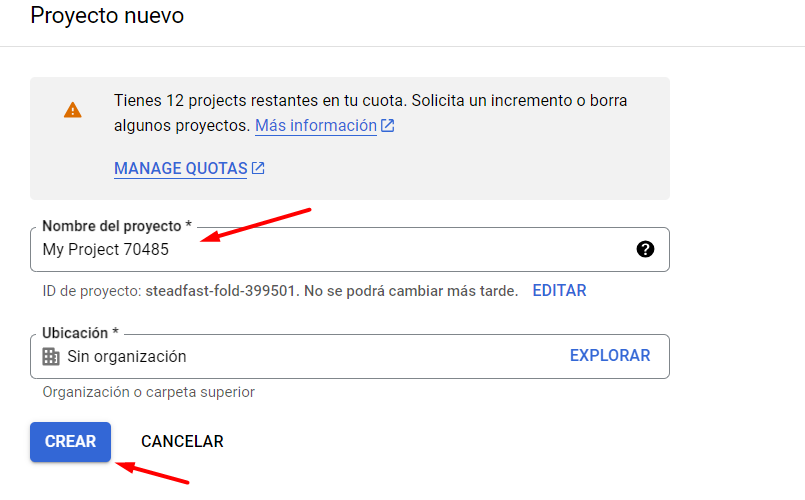 Proyecto nuevo
Tienes 12 projects restantes en tu cuota. Solicita un incremento o borra
algunos proyectos. Más información
MANAGE QUOTAS
Nombre del proyecto *
My Project 70485
?
ID de proyecto: steadfast-fold-399501. No se podrá cambiar más tarde. EDITAR
Ubicación *
Sin organización EXPLORAR
Organización o carpeta superior
CREAR CANCELAR